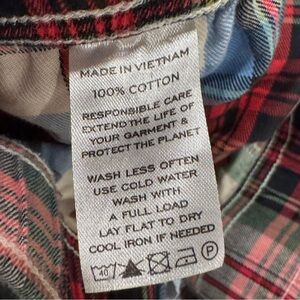 MADE IN VIETNAM
100% COTTON
RESPONSIBLE CARE
EXTEND THE LIFE OF
YOUR GARMENT &
PROTECT THE PLANET
WASH LESS OFTEN
USE COLD WATER
WASH WITH
A FULL LOAD
LAY FLAT TO DRY
COOL IRON IF NEEDED
40 P